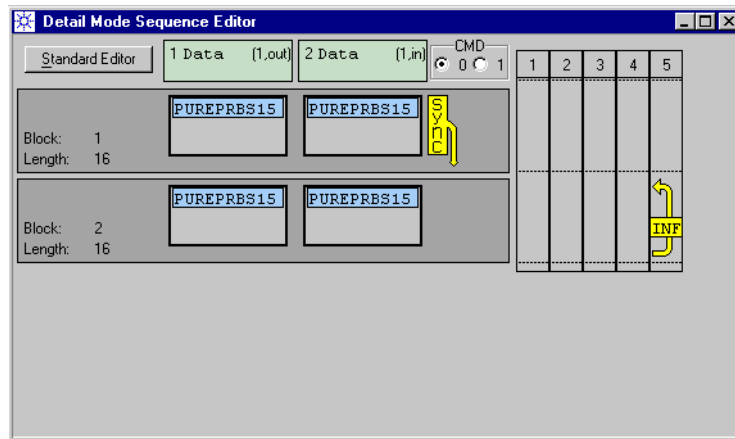 Detail Mode Sequence Editor
Standard Editor
1 Data (1,out)
2 Data (1,in)
CMD
0 1
1 2 3 4 5
PUREPRBS15 PUREPRBS15
Sync
Block: 1
Length: 16
PUREPRBS15 PUREPRBS15
Block: 2
Length: 16
INF